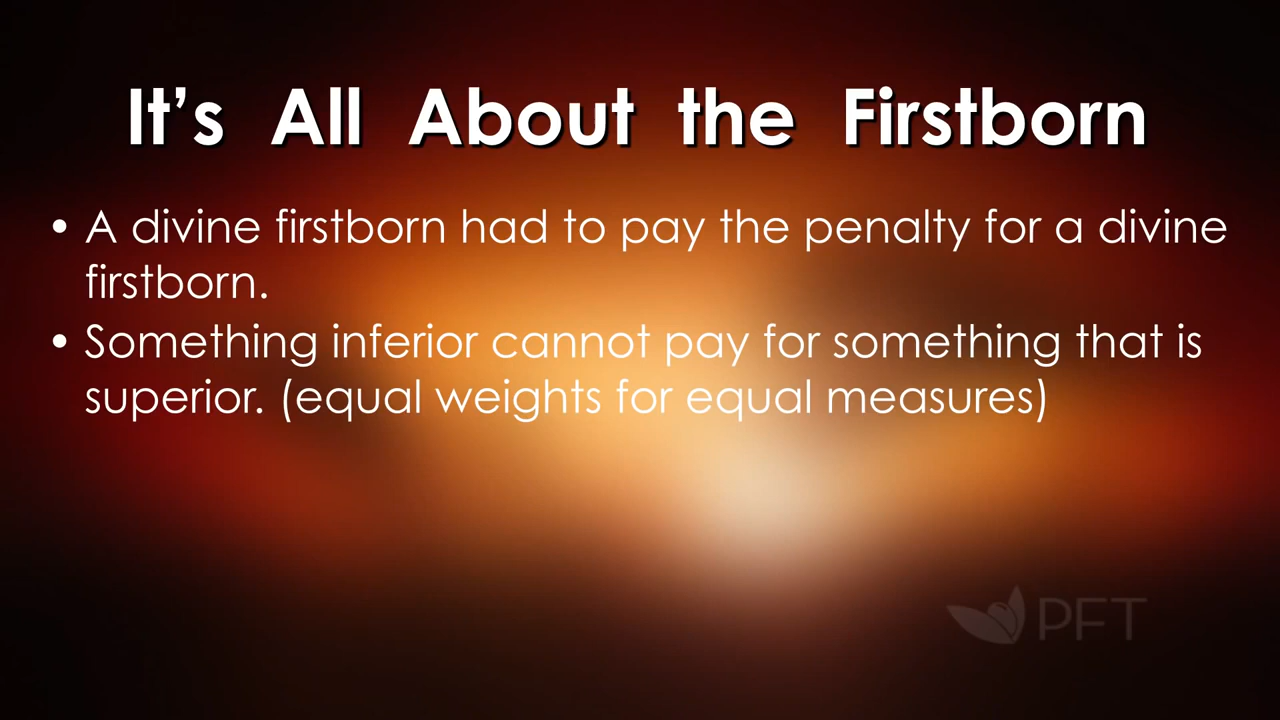 It's All About the Firstborn
• A divine firstborn had to pay the penalty for a divine
firstborn.
• Something inferior cannot pay for something that is
superior. (equal weights for equal measures)
PFT